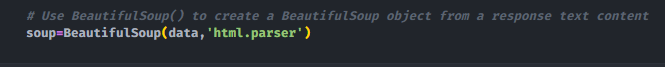 # Use BeautifulSoup() to create a BeautifulSoup object from a response text content
soup=BeautifulSoup(data,'html.parser')